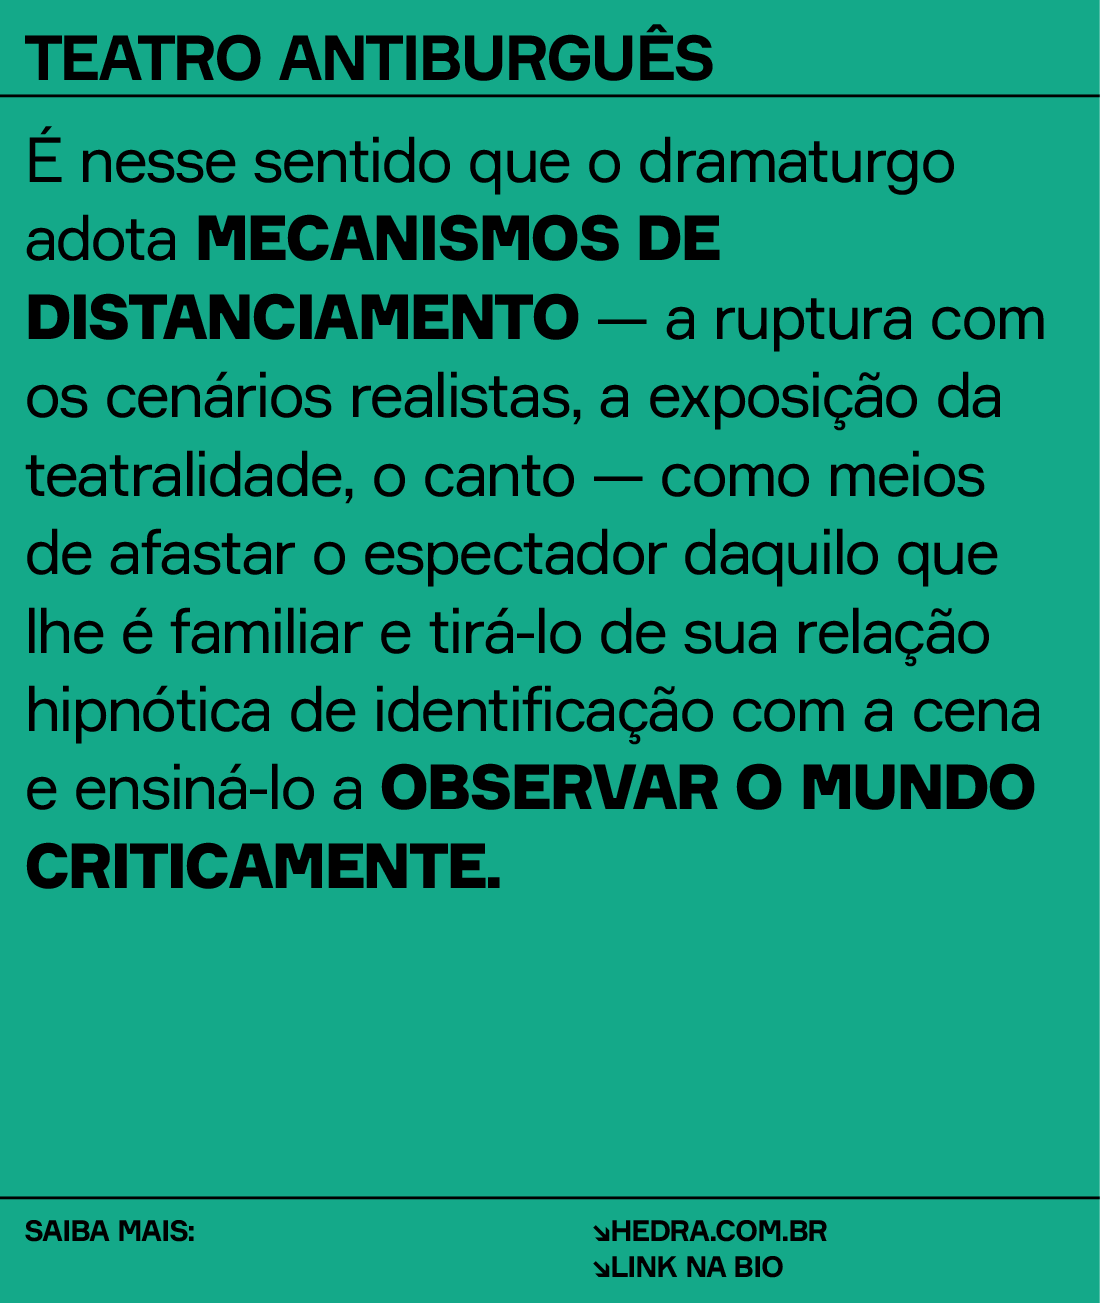 TEATRO ANTIBURGUÊS
É nesse sentido que o dramaturgo
adota MECANISMOS DE
DISTANCIAMENTO — a ruptura com
os cenários realistas, a exposição da
teatralidade, o canto — como meios
de afastar o espectador daquilo que
lhe é familiar e tirá-lo de sua relação
hipnótica de identificação com a cena
e ensiná-lo a OBSERVAR O MUNDO
CRITICAMENTE.
SAIBA MAIS:
↘HEDRA.COM.BR
↘LINK NA BIO